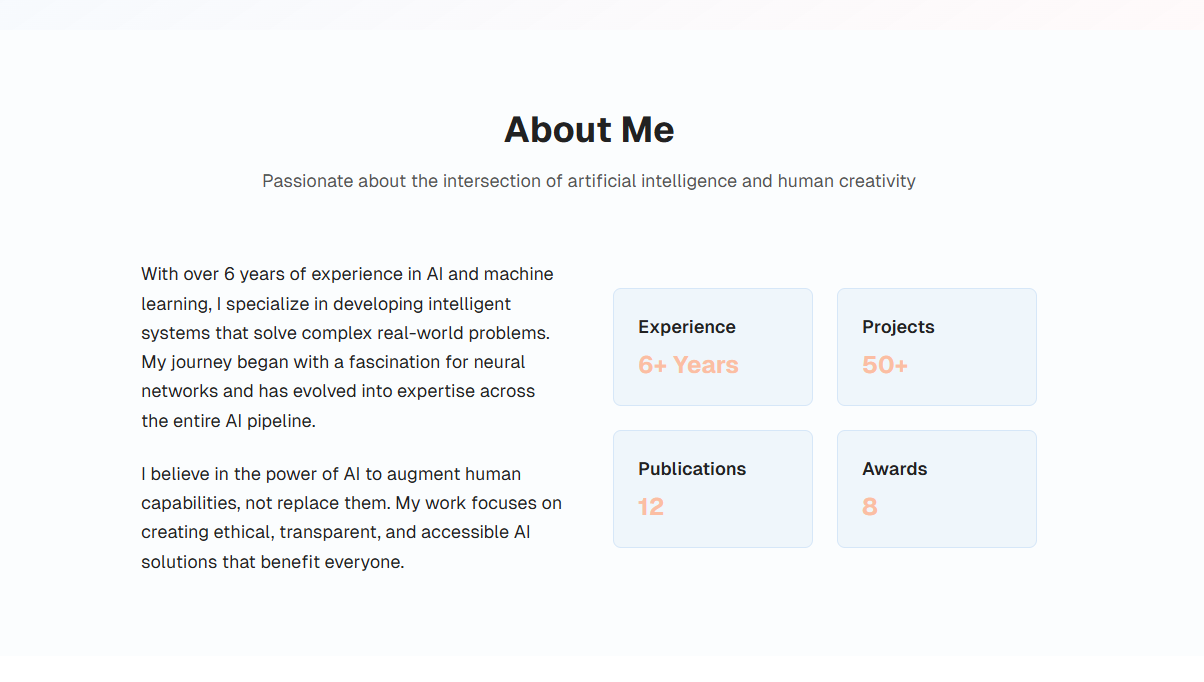 About Me
Passionate about the intersection of artificial intelligence and human creativity
With over 6 years of experience in AI and machine
learning, I specialize in developing intelligent
systems that solve complex real-world problems.
My journey began with a fascination for neural
networks and has evolved into expertise across
the entire AI pipeline.
I believe in the power of AI to augment human
capabilities, not replace them. My work focuses on
creating ethical, transparent, and accessible AI
solutions that benefit everyone.
Experience
6+ Years
Projects
50+
Publications
12
Awards
8